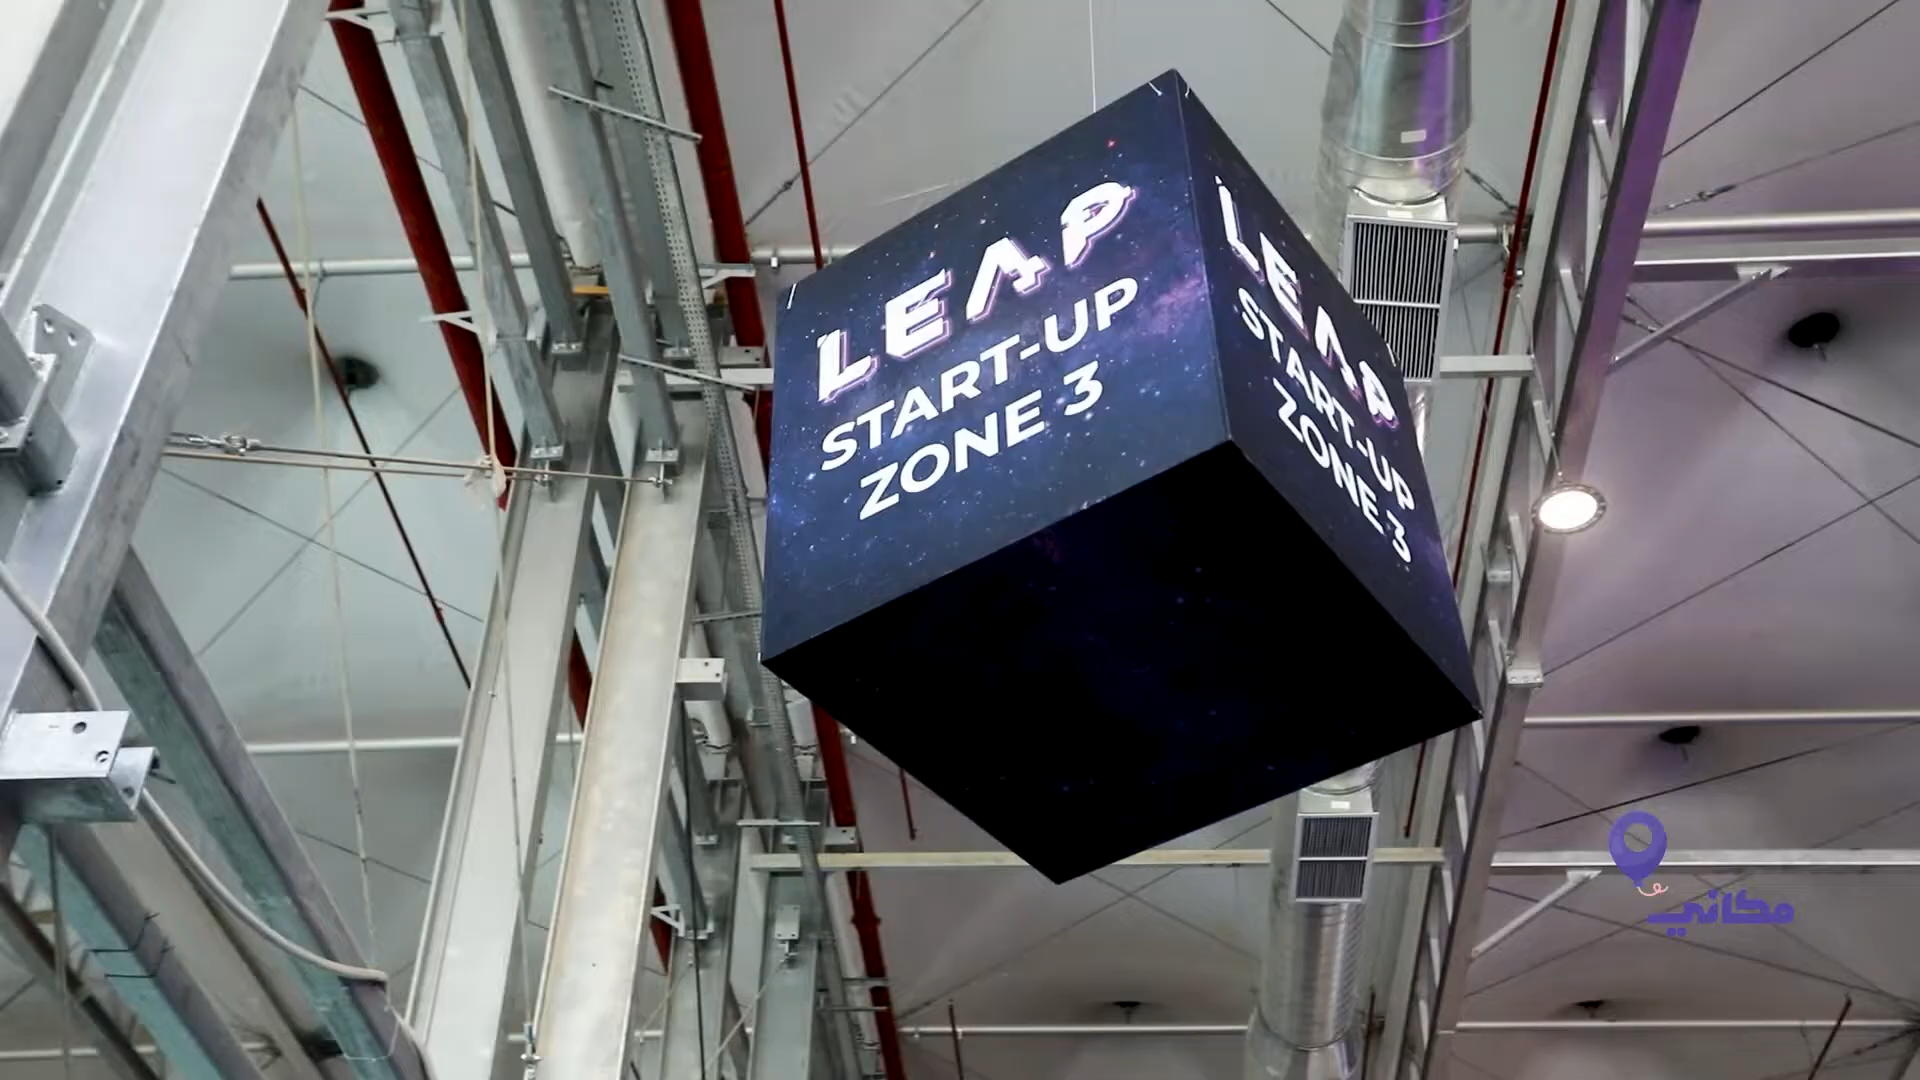 LEAP
START-UP
ZONE 3
LEAP
START-UP
ZONE 3
مكاني